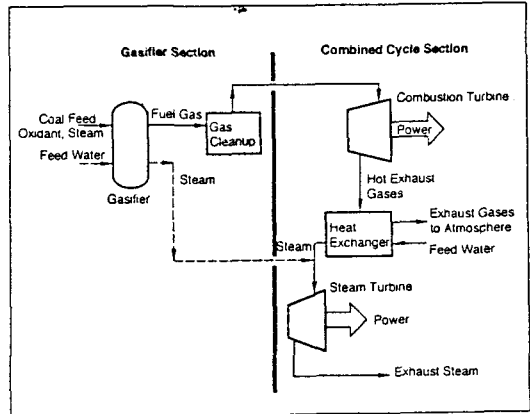 Gasifier Section
Combined Cycle Section
Coal Feed
Oxidant, Steam
Feed Water
Gasifier
Fuel Gas
Steam
Gas
Cleanup
Combustion Turbine
Power
Hot Exhaust
Gases
Heat
Exchanger
Exhaust Gases
to Atmosphere
Feed Water
Steam
Steam Turbine
Power
Exhaust Steam